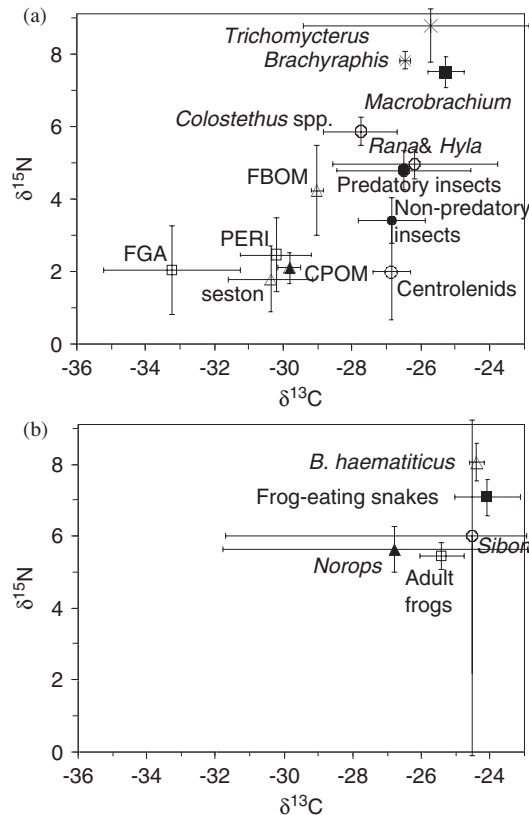 (a)
8
6
4
2
0
δ15N
Trichomycterus
Brachyraphis
Macrobrachium
Colostethus spp.
Rana& Hyla
FBOM
Predatory insects
Non-predatory
insects
FGA
PERI
CPOM
seston
Centrolenids
-36 -34 -32 -30 -28 -26 -24
δ13C
(b)
8
6
4
2
0
δ15N
B. haematiticus
Frog-eating snakes
Sibon
Norops
Adult
frogs
-36 -34 -32 -30 -28 -26 -24
δ13C